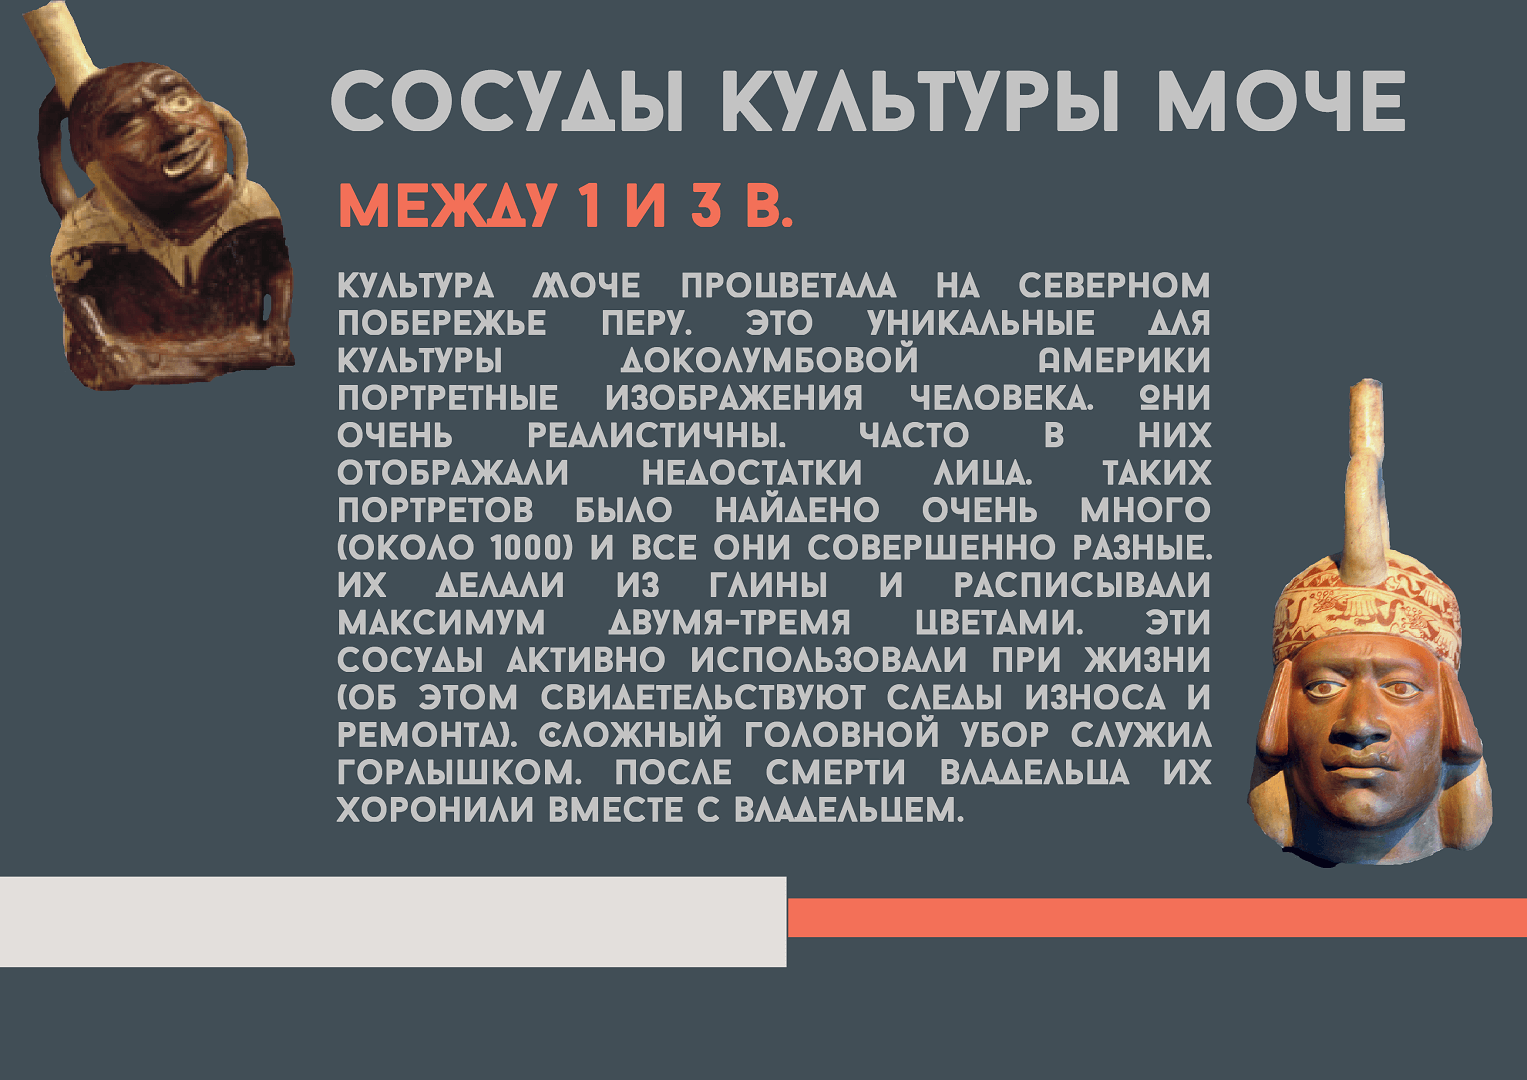 СОСУДЫ КУЛЬТУРЫ МОЧЕ
МЕЖДУ 1 И 3 В.
КУЛЬТУРА МОЧЕ ПРОЦВЕТАЛА НА СЕВЕРНОМ
ПОБЕРЕЖЬЕ ПЕРУ. ЭТО УНИКАЛЬНЫЕ ДЛЯ
КУЛЬТУРЫ ДОКОЛУМБОВОЙ АМЕРИКИ
ПОРТРЕТНЫЕ ИЗОБРАЖЕНИЯ ЧЕЛОВЕКА. ОНИ
ОЧЕНЬ РЕАЛИСТИЧНЫ. ЧАСТО В НИХ
ОТОБРАЖАЛИ НЕДОСТАТКИ ЛИЦА. ТАКИХ
ПОРТРЕТОВ БЫЛО НАЙДЕНО ОЧЕНЬ МНОГО
(ОКОЛО 1000) И ВСЕ ОНИ СОВЕРШЕННО РАЗНЫЕ.
ИХ ДЕЛАЛИ ИЗ ГЛИНЫ И РАСПИСЫВАЛИ
МАКСИМУМ ДВУМЯ-ТРЕМЯ ЦВЕТАМИ. ЭТИ
СОСУДЫ АКТИВНО ИСПОЛЬЗОВАЛИ ПРИ ЖИЗНИ
(ОБ ЭТОМ СВИДЕТЕЛЬСТВУЮТ СЛЕДЫ ИЗНОСА И
РЕМОНТА). СЛОЖНЫЙ ГОЛОВНОЙ УБОР СЛУЖИЛ
ГОРЛЫШКОМ. ПОСЛЕ СМЕРТИ ВЛАДЕЛЬЦА ИХ
ХОРОНИЛИ ВМЕСТЕ С ВЛАДЕЛЬЦЕМ.